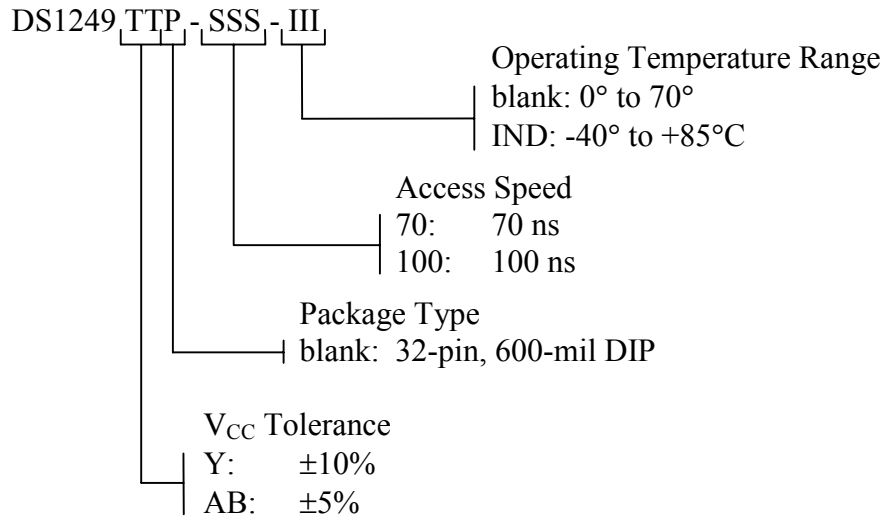 DS1249 TTP - SSS - III
Operating Temperature Range
blank: 0° to 70°
IND: -40° to +85°C
Access Speed
70: 70 ns
100: 100 ns
Package Type
blank: 32-pin, 600-mil DIP
VCC Tolerance
Y: ±10%
AB: ±5%